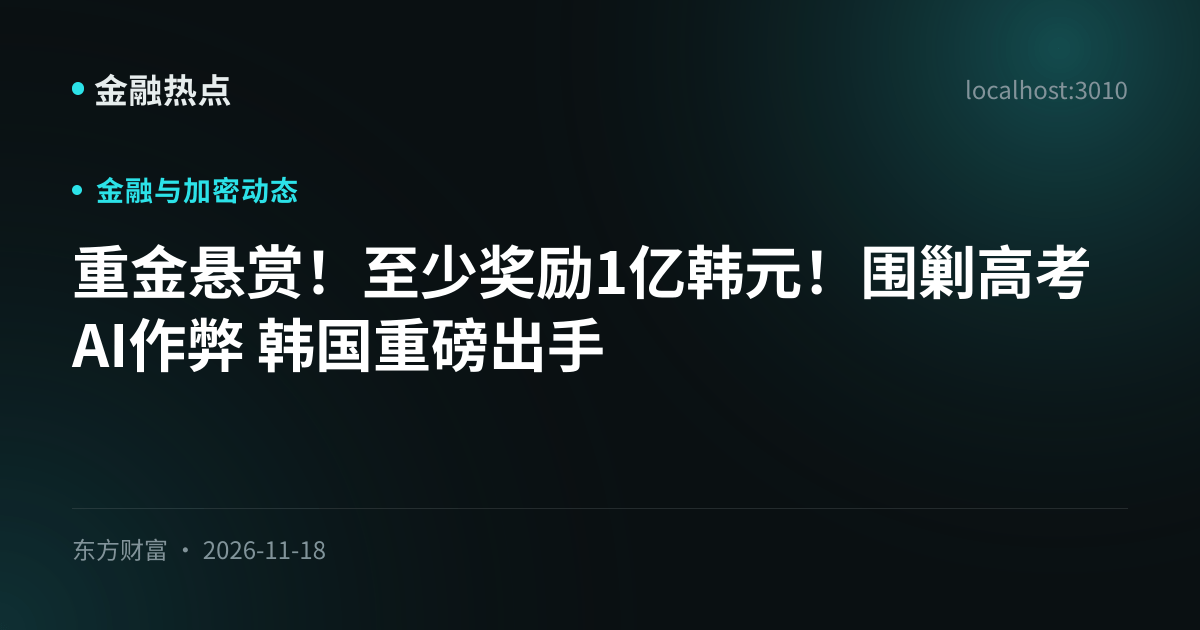 金融热点
localhost:3010
金融与加密动态
重金悬赏！至少奖励1亿韩元！围剿高考
AI作弊 韩国重磅出手
东方财富 • 2026-11-18